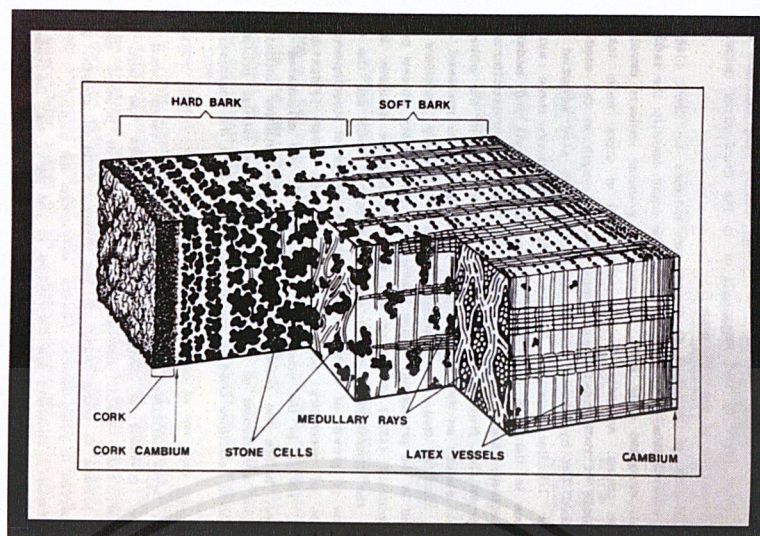 HARD BARK SOFT BARK
CORK
MEDULLARY RAYS
CORK CAMBIUM STONE CELLS LATEX VESSELS CAMBIUM